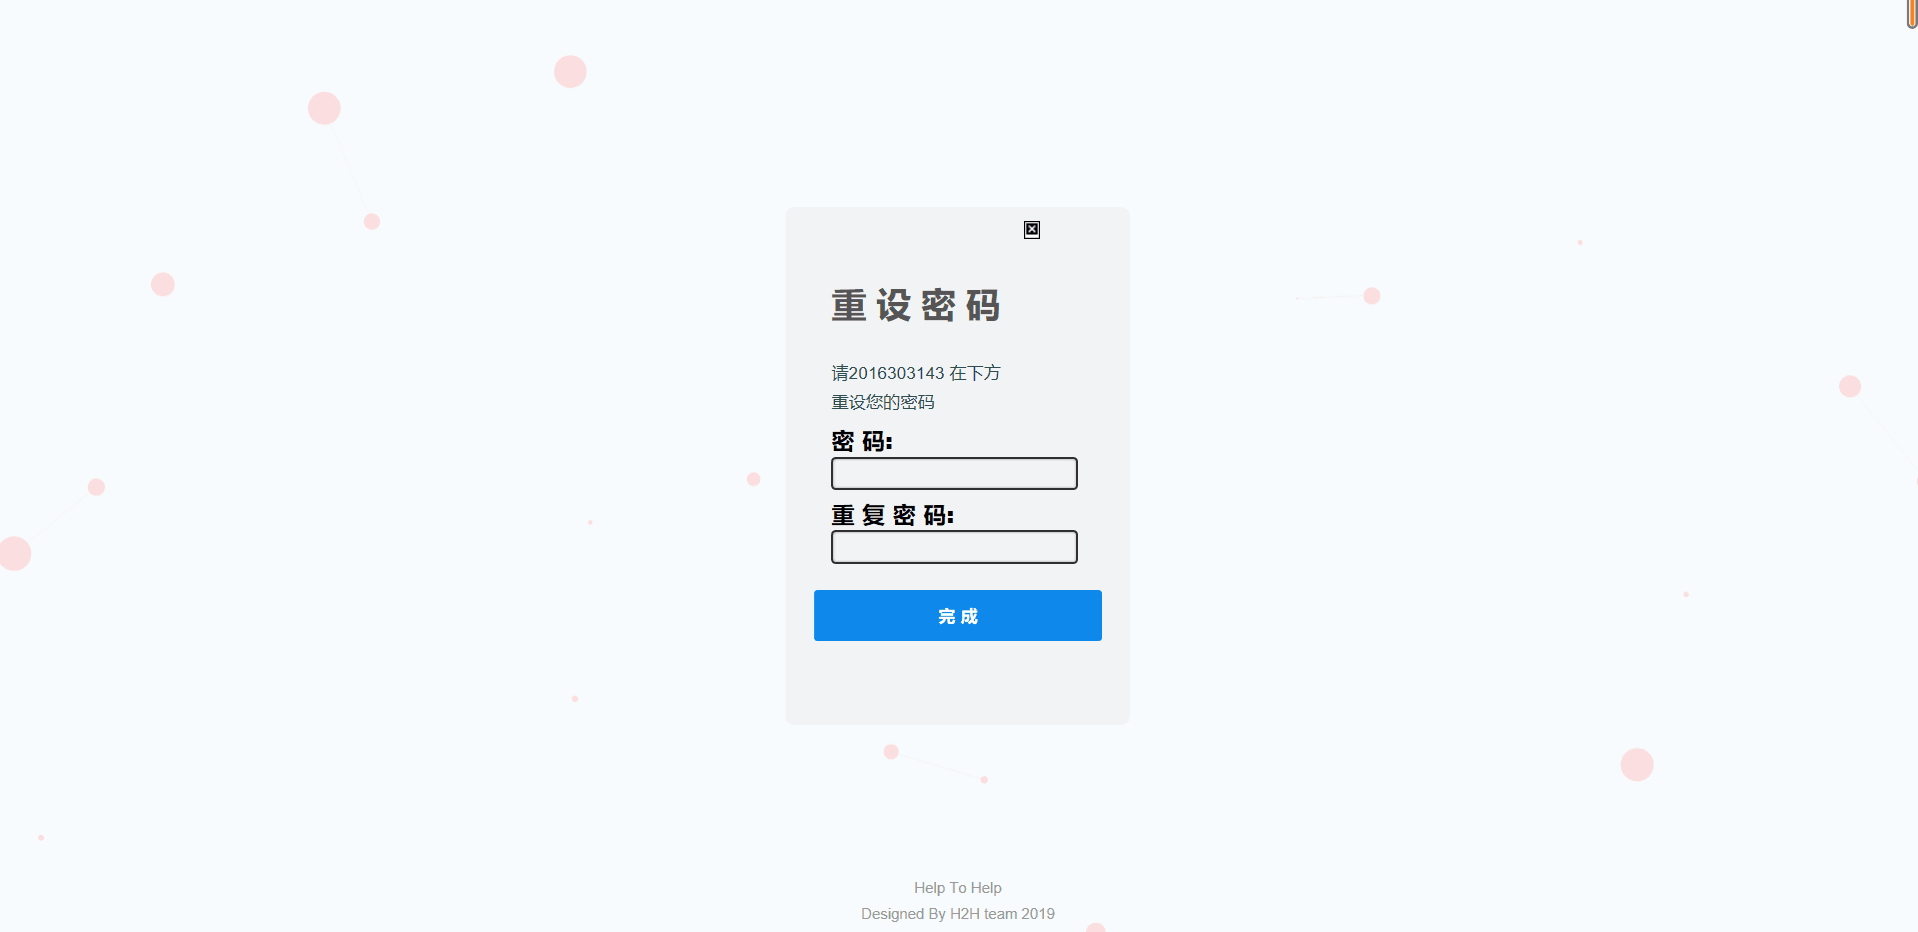 重 设 密 码
请2016303143 在下方
重设您的密码
密 码:
重 复 密 码:
完 成
Help To Help
Designed By H2H team 2019